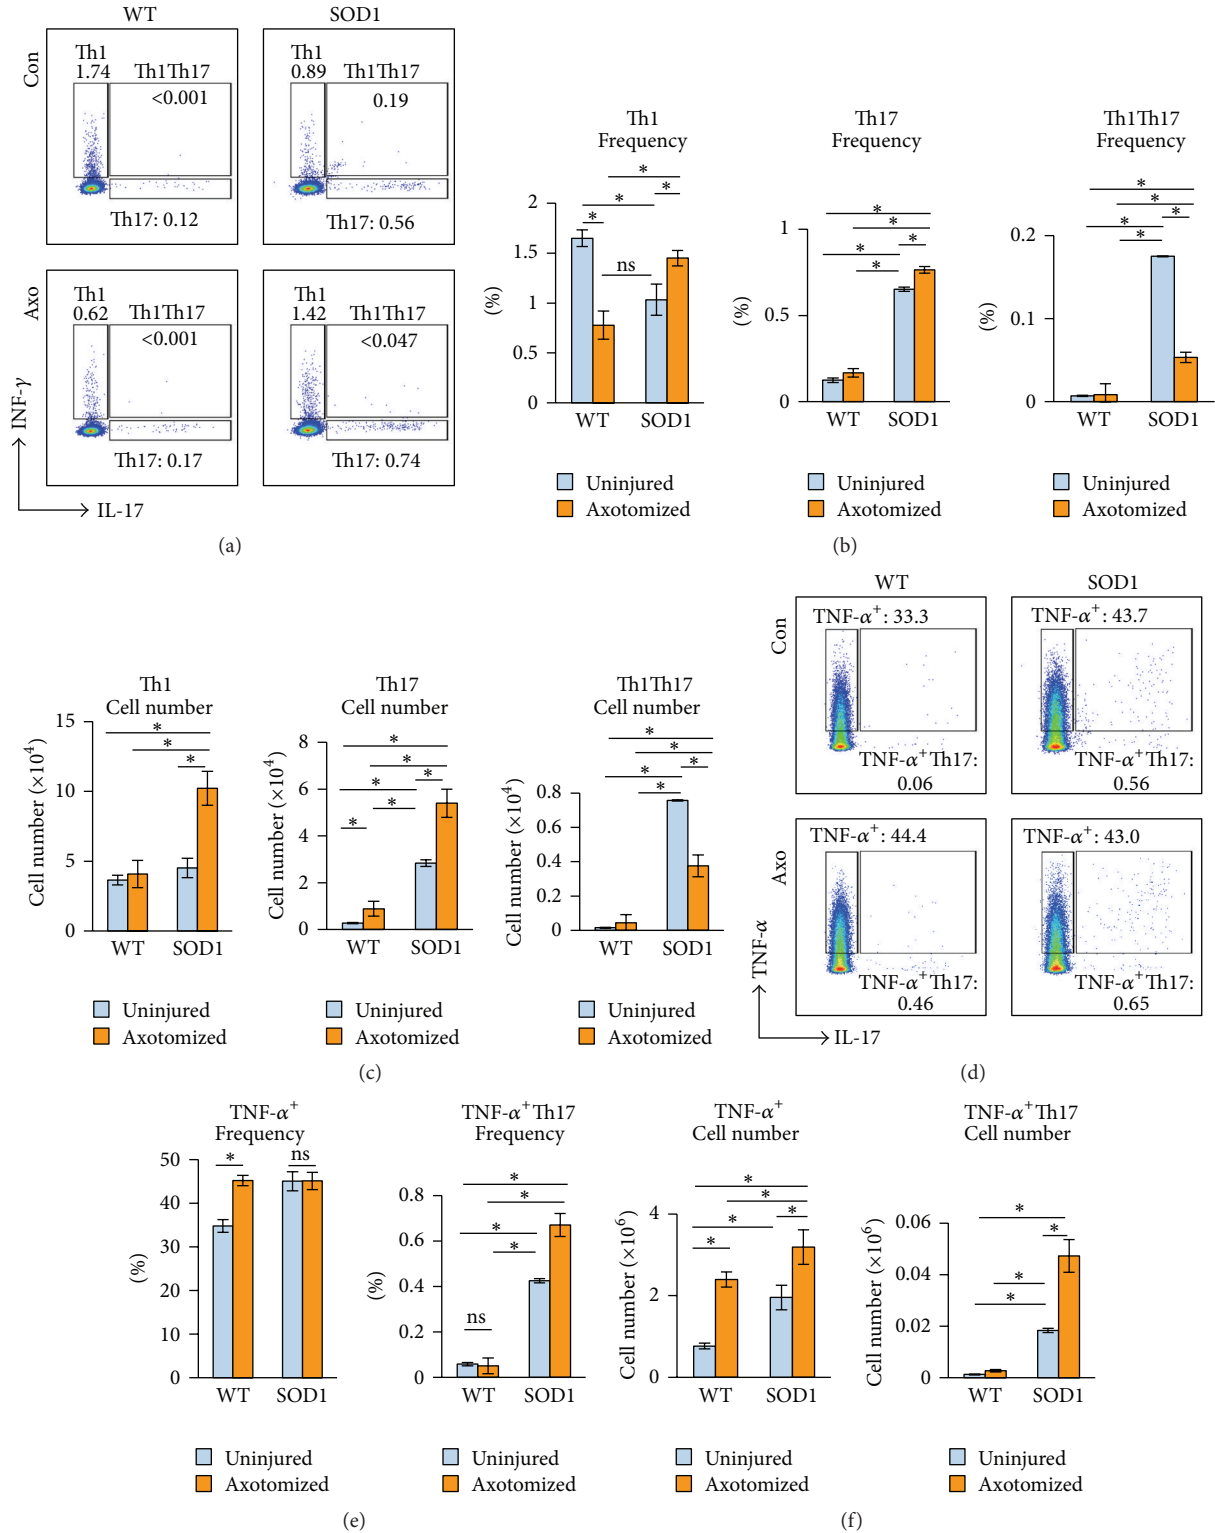 WT
SOD1
Con
Th1
1.74
Th1Th17
<0.001
Th17: 0.12
Th1
0.89
Th1Th17
0.19
Th17: 0.56
Axo
Th1
0.62
Th1Th17
<0.001
Th17: 0.17
Th1
1.42
Th1Th17
<0.047
Th17: 0.74
INF-γ
IL-17
(a)
Th1
Frequency
(%)
2
1.5
1
0.5
0
*
*
*
*
ns
WT
SOD1
Uninjured
Axotomized
Th17
Frequency
(%)
1
0.5
0
*
*
*
*
*
WT
SOD1
Uninjured
Axotomized
Th1Th17
Frequency
(%)
0.2
0.1
0
*
*
*
*
*
WT
SOD1
Uninjured
Axotomized
(b)
Th1
Cell number
Cell number (×10⁴)
15
10
5
0
*
*
*
WT
SOD1
Uninjured
Axotomized
Th17
Cell number
Cell number (×10⁴)
8
6
4
2
0
*
*
*
*
*
*
WT
SOD1
Uninjured
Axotomized
Th1Th17
Cell number
Cell number (×10⁴)
0.8
0.6
0.4
0.2
0
*
*
*
*
*
WT
SOD1
Uninjured
Axotomized
(c)
WT
SOD1
Con
TNF-α⁺: 33.3
TNF-α⁺Th17:
0.06
TNF-α⁺: 43.7
TNF-α⁺Th17:
0.56
Axo
TNF-α⁺: 44.4
TNF-α⁺Th17:
0.46
TNF-α⁺: 43.0
TNF-α⁺Th17:
0.65
TNF-α
IL-17
(d)
TNF-α⁺
Frequency
(%)
50
40
30
20
10
0
*
ns
WT
SOD1
Uninjured
Axotomized
TNF-α⁺Th17
Frequency
(%)
0.8
0.6
0.4
0.2
0
*
*
*
*
ns
WT
SOD1
Uninjured
Axotomized
(e)
TNF-α⁺
Cell number
Cell number (×10⁶)
4
2
0
*
*
*
*
*
WT
SOD1
Uninjured
Axotomized
TNF-α⁺Th17
Cell number
Cell number (×10⁶)
0.06
0.04
0.02
0
*
*
*
*
WT
SOD1
Uninjured
Axotomized
(f)